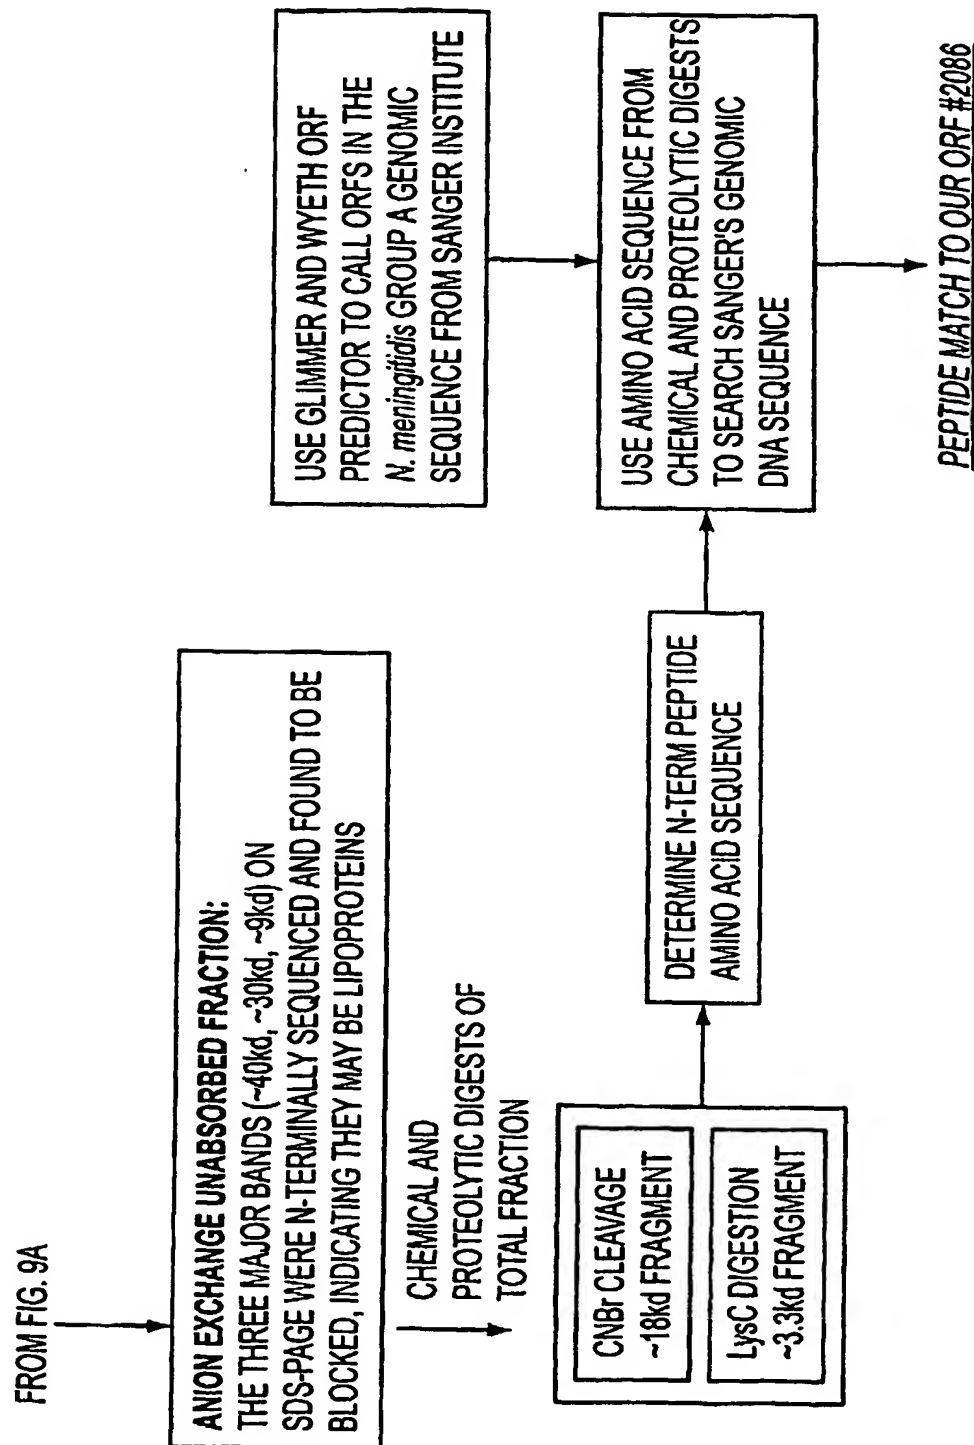 FROM FIG. 9A
ANION EXCHANGE UNABSORBED FRACTION:
THE THREE MAJOR BANDS (~40kd, ~30kd, ~9kd) ON
SDS-PAGE WERE N-TERMINALLY SEQUENCED AND FOUND TO BE
BLOCKED, INDICATING THEY MAY BE LIPOPROTEINS
CHEMICAL AND
PROTEOLYTIC DIGESTS OF
TOTAL FRACTION
CNBr CLEAVAGE
~18kd FRAGMENT
LysC DIGESTION
~3.3kd FRAGMENT
DETERMINE N-TERM PEPTIDE
AMINO ACID SEQUENCE
USE GLIMMER AND WYETH ORF
PREDICTOR TO CALL ORFS IN THE
N. meningitidis GROUP A GENOMIC
SEQUENCE FROM SANGER INSTITUTE
USE AMINO ACID SEQUENCE FROM
CHEMICAL AND PROTEOLYTIC DIGESTS
TO SEARCH SANGER'S GENOMIC
DNA SEQUENCE
PEPTIDE MATCH TO OUR ORF #2086